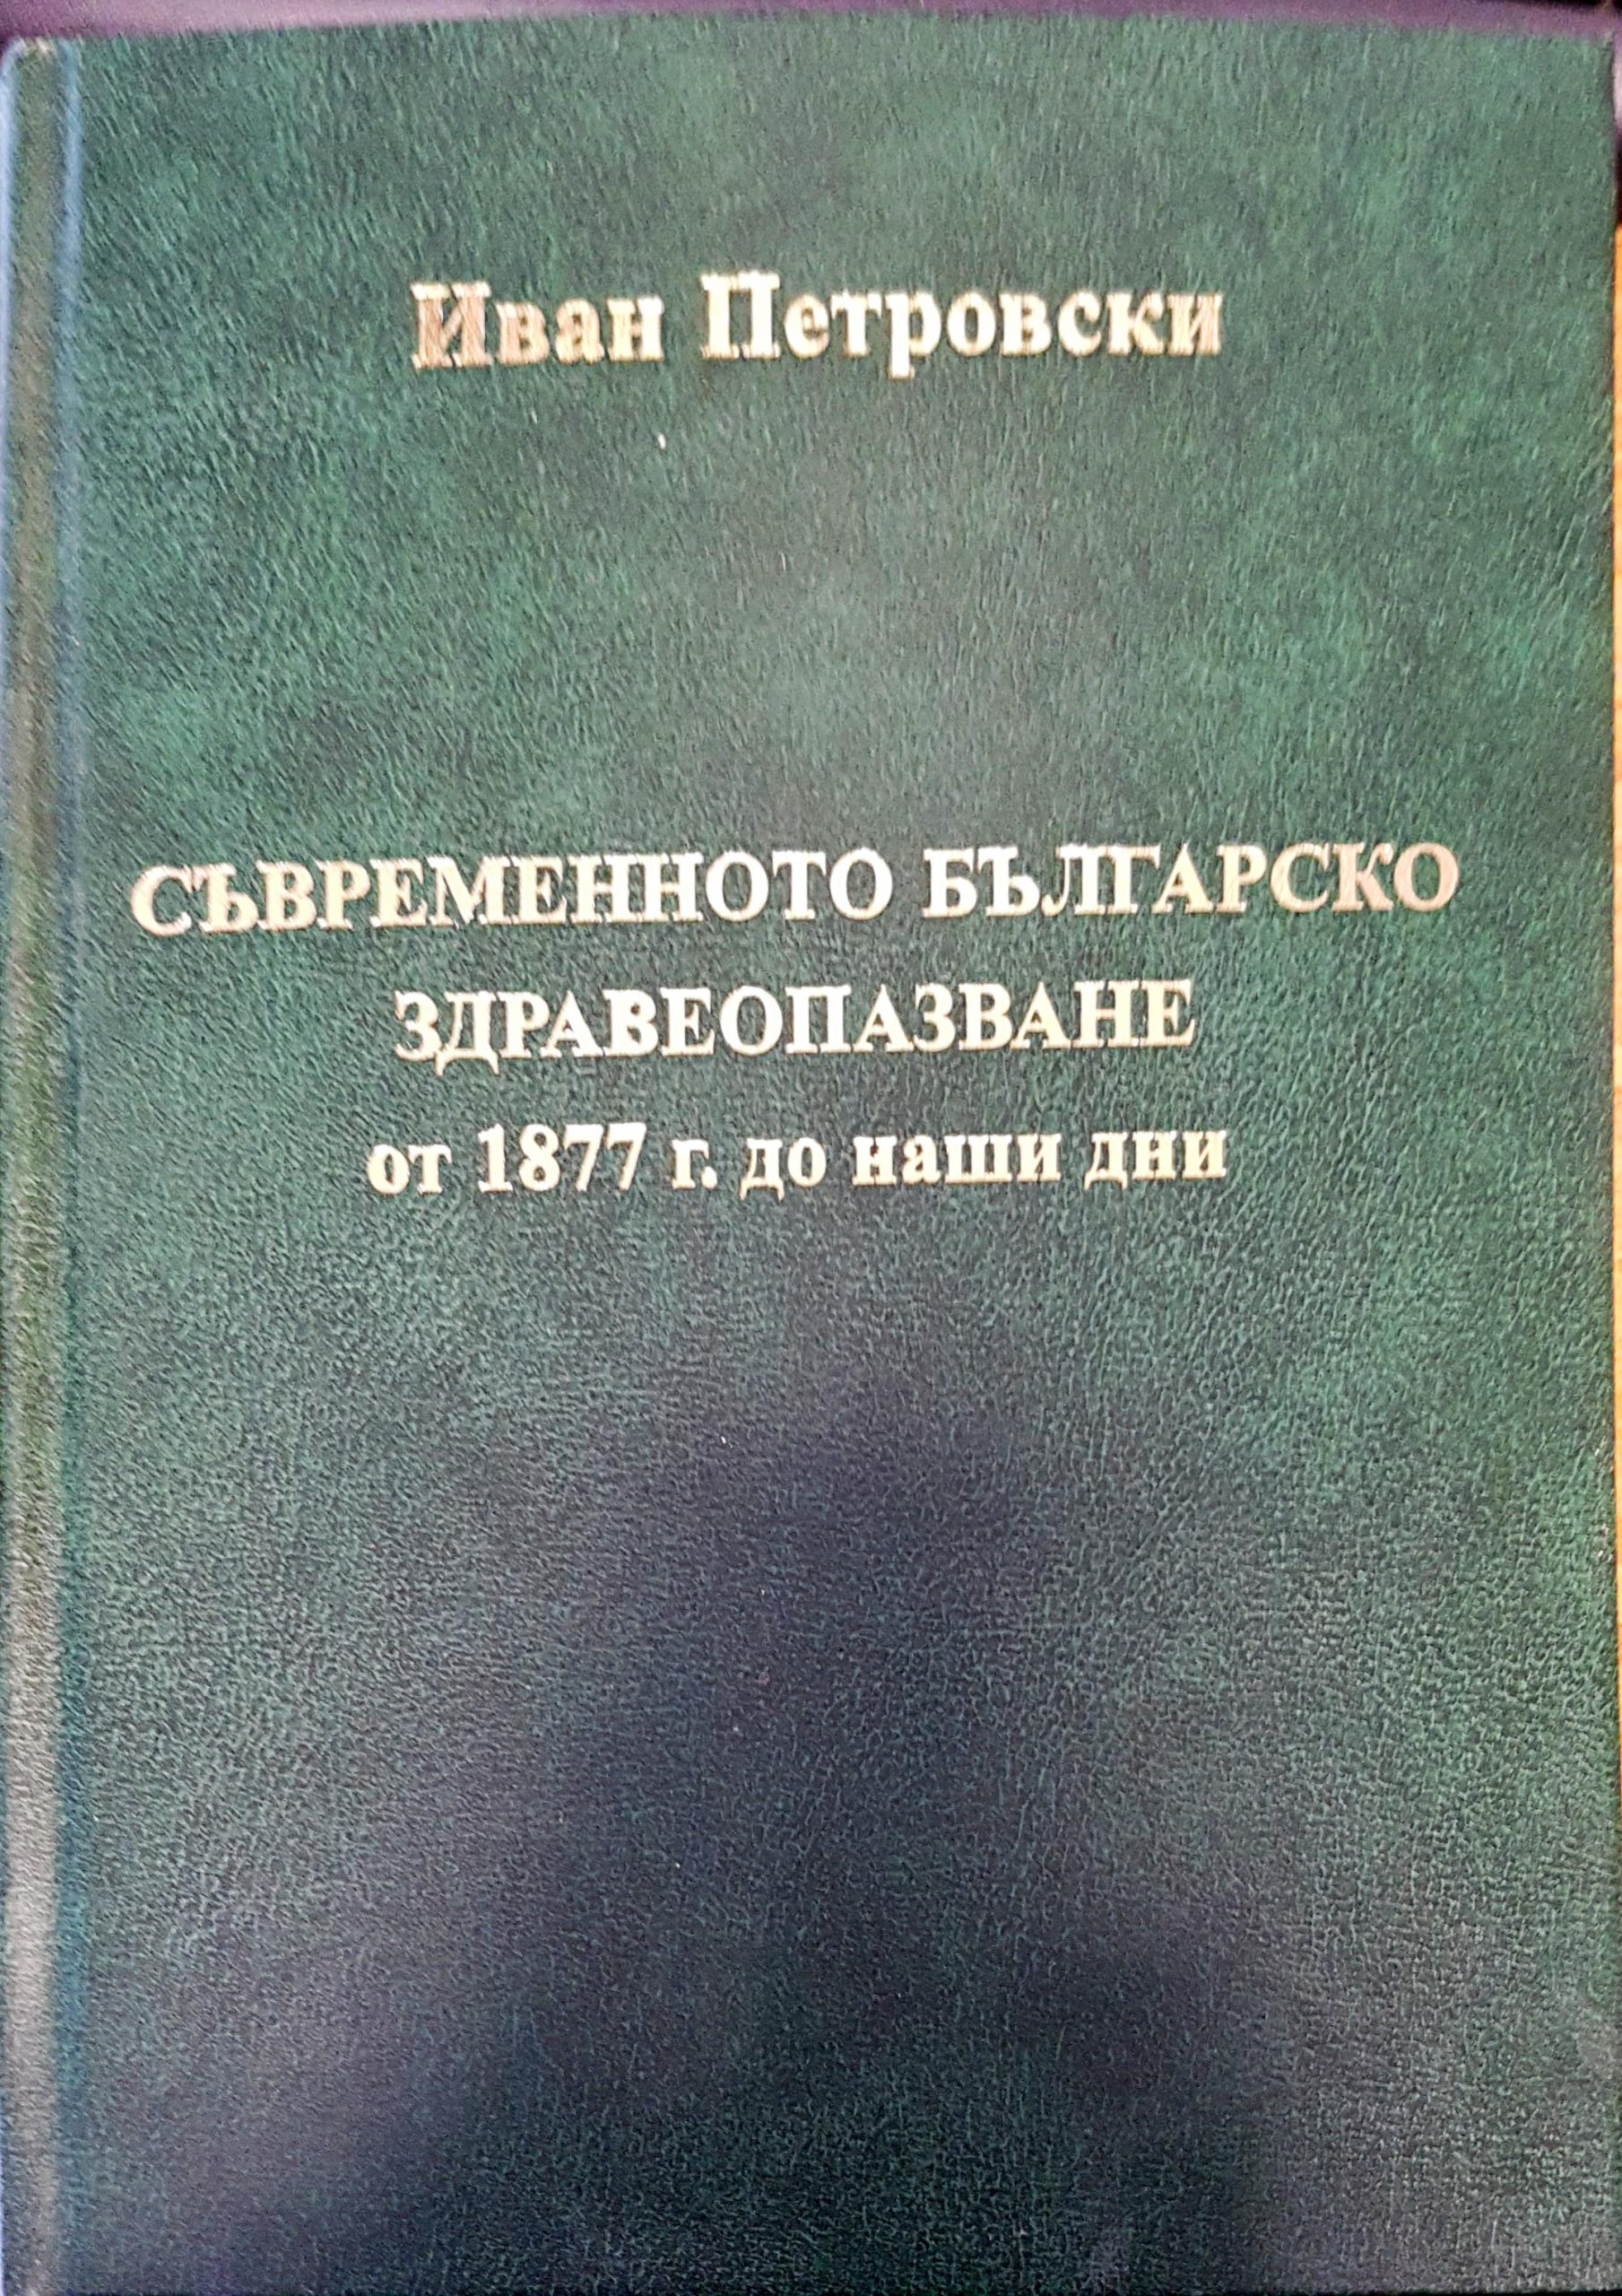 Иван Петровски
СЪВРЕМЕННОТО БЪЛГАРСКО
ЗДРАВЕОПАЗВАНЕ
от 1877 г. до наши дни